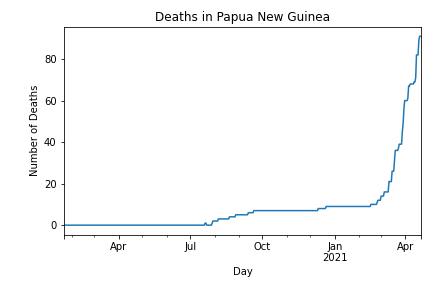 Deaths in Papua New Guinea
Number of Deaths
80
60
40
20
0
Apr
Jul
Oct
Jan
2021
Apr
Day